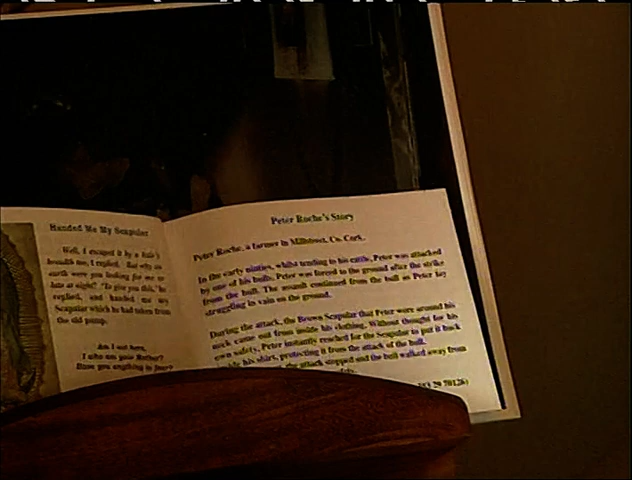 Handed Me My Scapular
Well, I escaped it by a hair's
breadth too, I replied. But why on
earth were you looking for me so
late at night? "To give you this," he
replied, and handed me my
Scapular which he had taken from
the old pump.
Am I not here,
I who am your Mother?
Have you anything to fear?
Peter Roche's Story
Peter Roche, a farmer in Millstreet, Co. Cork.
In the early nineties, whilst tending to his cattle, Peter was attacked
by one of his bulls. Peter was forced to the ground after the strike
from the bull. The assault continued from the bull as Peter lay
struggling in vain on the ground.
During the attack, the Brown Scapular that Peter wore around his
neck came out from inside his clothing. Without thought for his
own safety, Peter instantly reached for the scapular to put it back
his shirt, protecting it from the attack of the bull.
the attack stopped and the bull walked away from
29 70126)